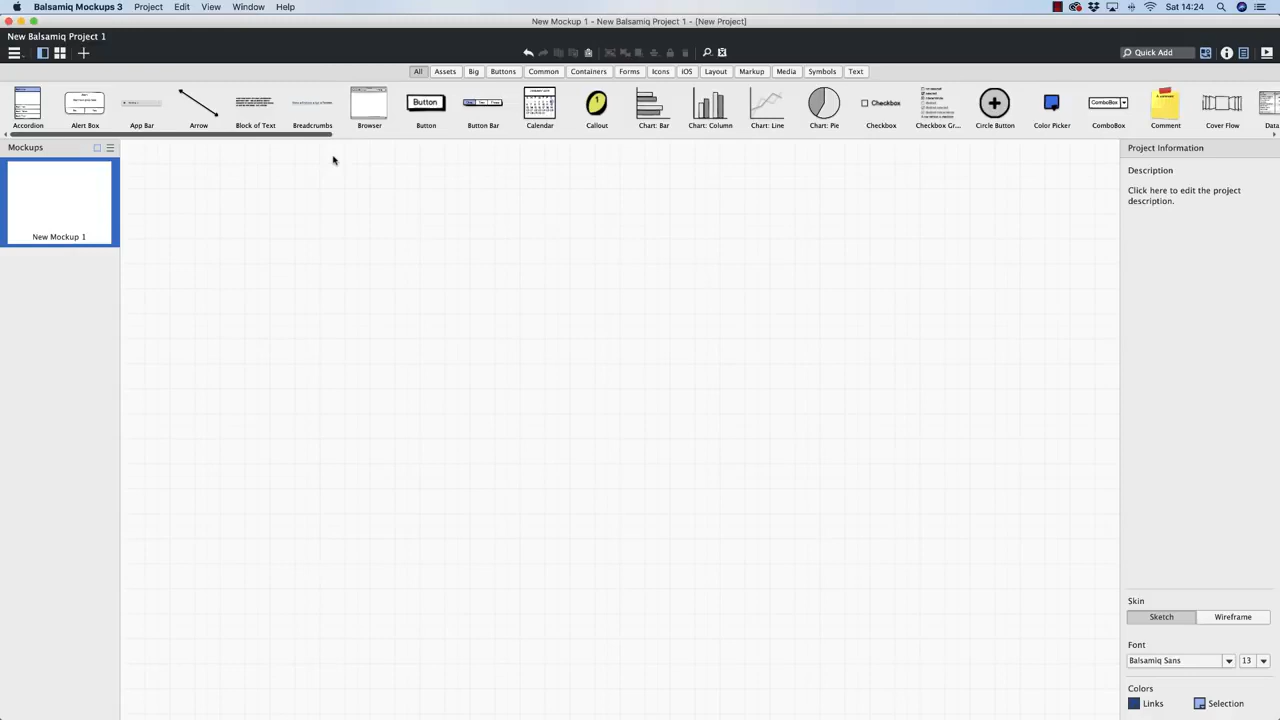 Balsamiq Mockups 3 Project Edit View Window Help Sat 14:24
New Mockup 1 - New Balsamiq Project 1 - [New Project]
New Balsamiq Project 1
Quick Add
All Assets Big Buttons Common Containers Forms Icons iOS Layout Markup Media Symbols Text
Button
1
Checkbox
ComboBox
Accordion Alert Box App Bar Arrow Block of Text Breadcrumbs Browser Button Button Bar Calendar Callout Chart: Bar Chart: Column Chart: Line Chart: Pie Checkbox Checkbox Gr... Circle Button Color Picker ComboBox Comment Cover Flow Data
Mockups
New Mockup 1
Project Information
Description
Click here to edit the project
description.
Skin
Sketch Wireframe
Font
Balsamiq Sans 13
Colors
Links Selection